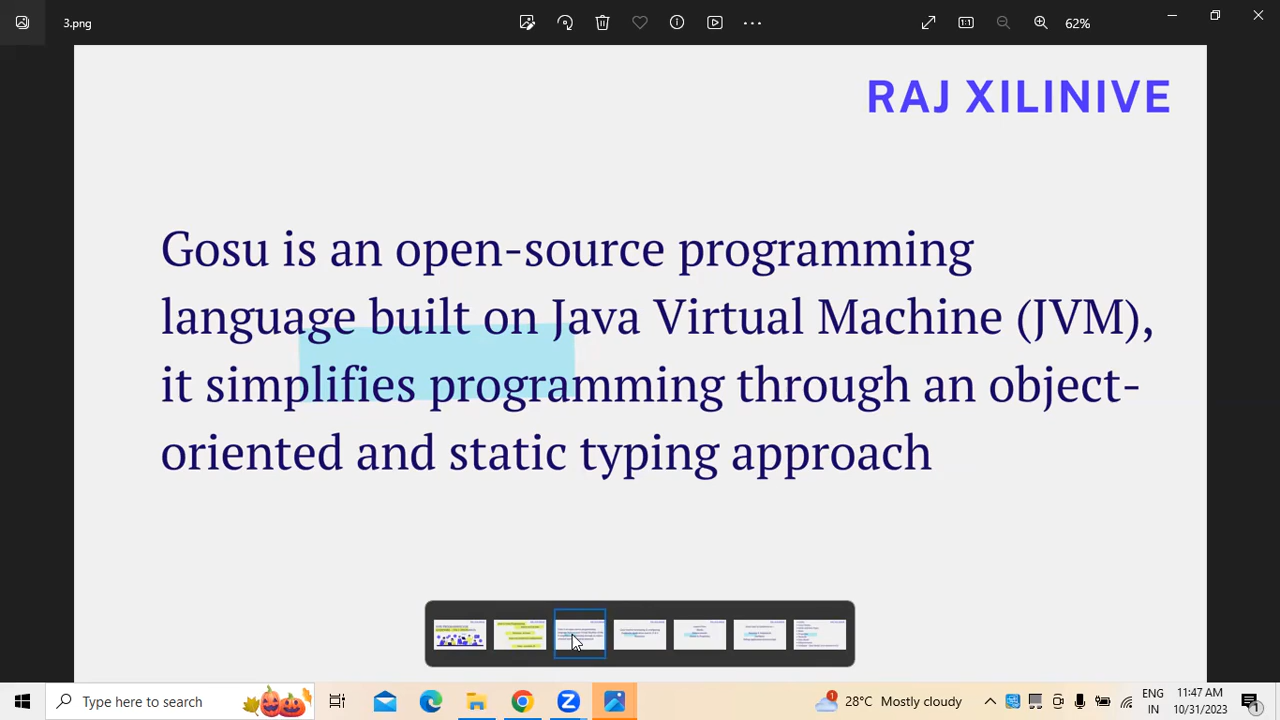 3.png
62%
RAJ XILINIVE
Gosu is an open-source programming
language built on Java Virtual Machine (JVM),
it simplifies programming through an object-
oriented and static typing approach
Type here to search
28°C Mostly cloudy
ENG
IN
11:47 AM
10/31/2023